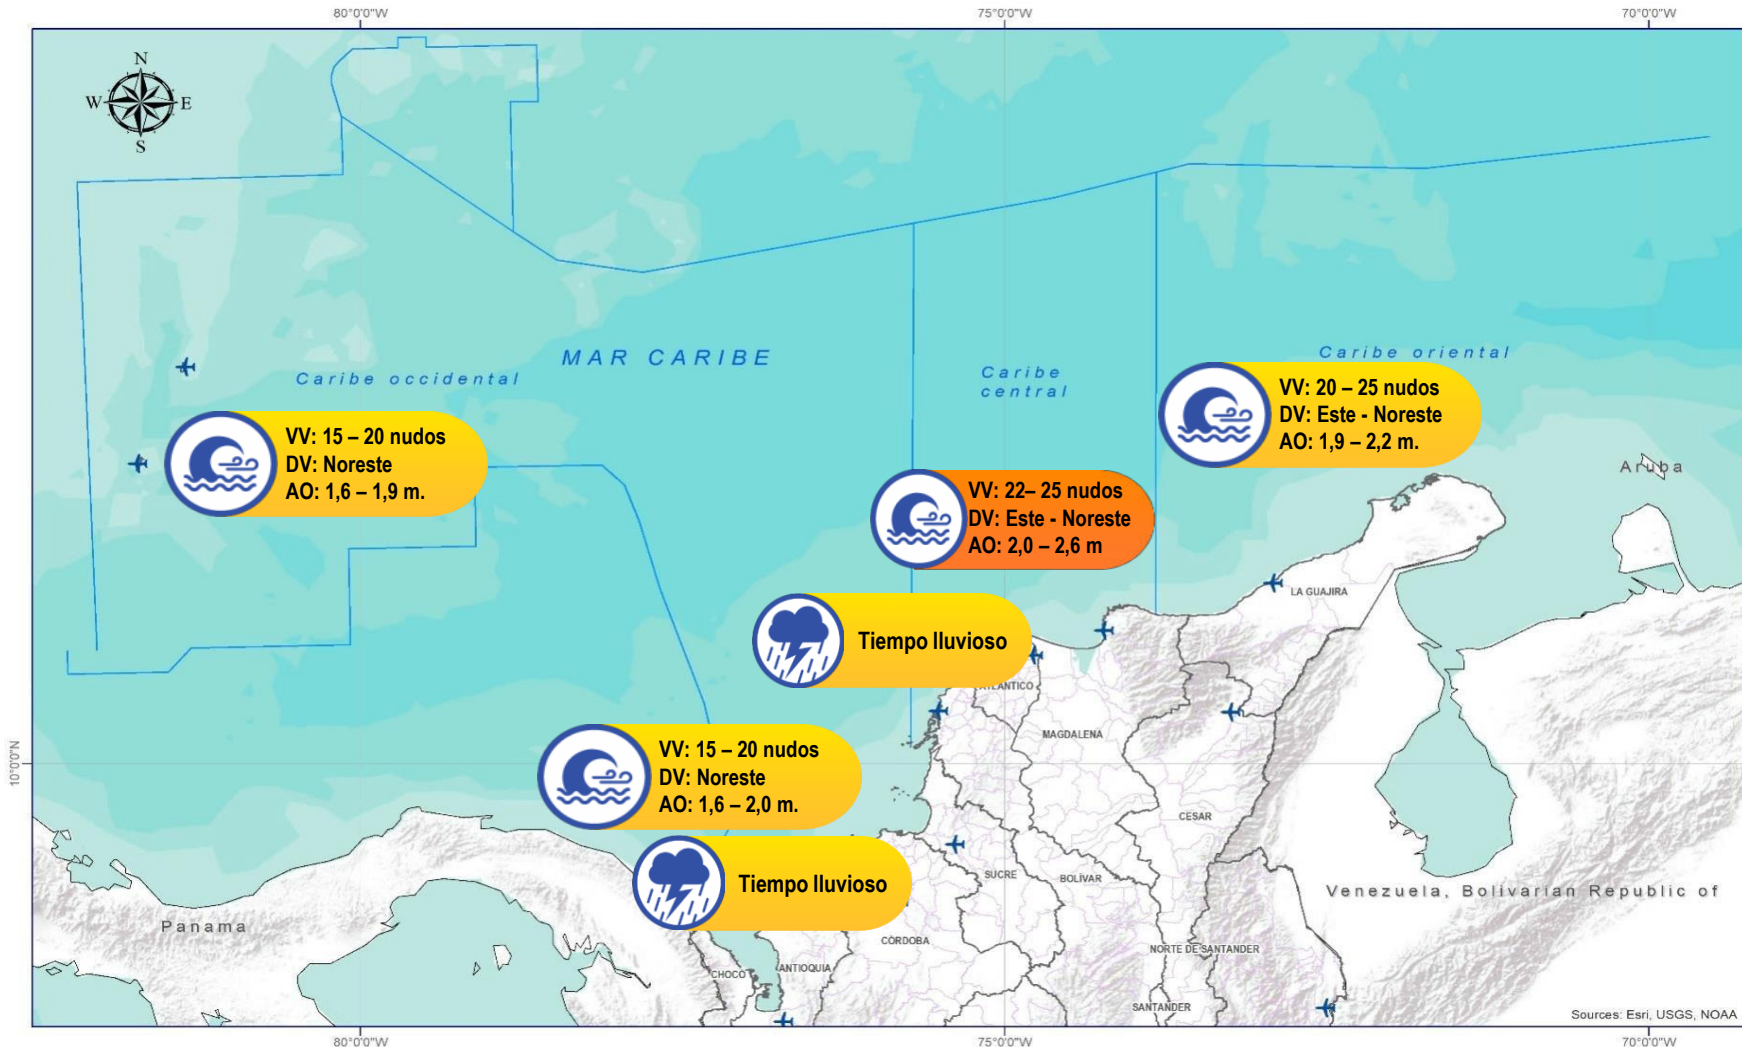 80°0'0"W
75°0'0"W
70°0'0"W
N
W
E
S
MAR CARIBE
Caribe occidental
Caribe
central
Caribe oriental
VV: 20 – 25 nudos
DV: Este - Noreste
AO: 1,9 – 2,2 m.
VV: 15 – 20 nudos
DV: Noreste
AO: 1,6 – 1,9 m.
Aruba
VV: 22– 25 nudos
DV: Este - Noreste
AO: 2,0 – 2,6 m
LA GUAJIRA
Tiempo lluvioso
ATLANTICO
MAGDALENA
10°0'0"N
VV: 15 – 20 nudos
DV: Noreste
AO: 1,6 – 2,0 m.
CESAR
Tiempo lluvioso
SUCRE
BOLÍVAR
Venezuela, Bolivarian Republic of
Panama
CÓRDOBA
NORTE DE SANTANDER
CHOCO
ANTIOQUIA
SANTANDER
Sources: Esri, USGS, NOAA
80°0'0"W
75°0'0"W
70°0'0"W